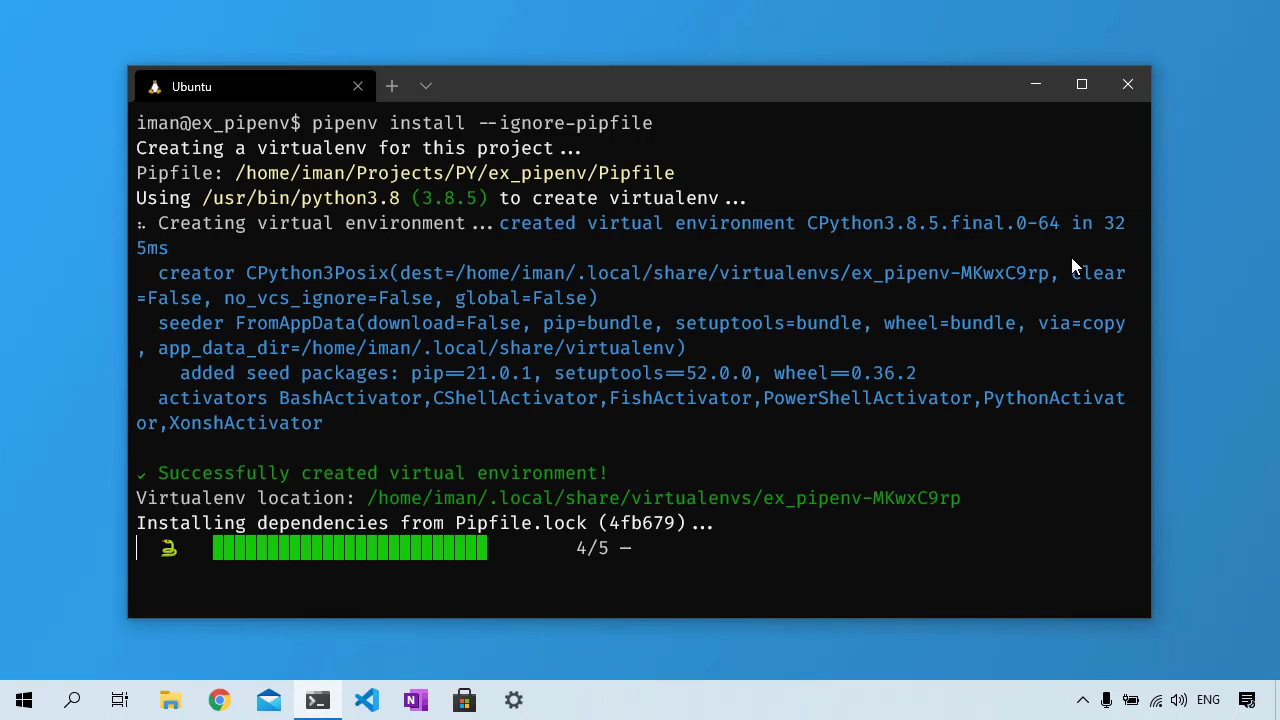 Ubuntu
iman@ex_pipenv$ pipenv install --ignore-pipfile
Creating a virtualenv for this project...
Pipfile: /home/iman/Projects/PY/ex_pipenv/Pipfile
Using /usr/bin/python3.8 (3.8.5) to create virtualenv...
⠦ Creating virtual environment...created virtual environment CPython3.8.5.final.0-64 in 32
5ms
creator CPython3Posix(dest=/home/iman/.local/share/virtualenvs/ex_pipenv-MKwxC9rp, clear
=False, no_vcs_ignore=False, global=False)
seeder FromAppData(download=False, pip=bundle, setuptools=bundle, wheel=bundle, via=copy
, app_data_dir=/home/iman/.local/share/virtualenv)
added seed packages: pip==21.0.1, setuptools==52.0.0, wheel==0.36.2
activators BashActivator,CShellActivator,FishActivator,PowerShellActivator,PythonActivat
or,XonshActivator
✔ Successfully created virtual environment!
Virtualenv location: /home/iman/.local/share/virtualenvs/ex_pipenv-MKwxC9rp
Installing dependencies from Pipfile.lock (4fb679)...
4/5 —
ENG